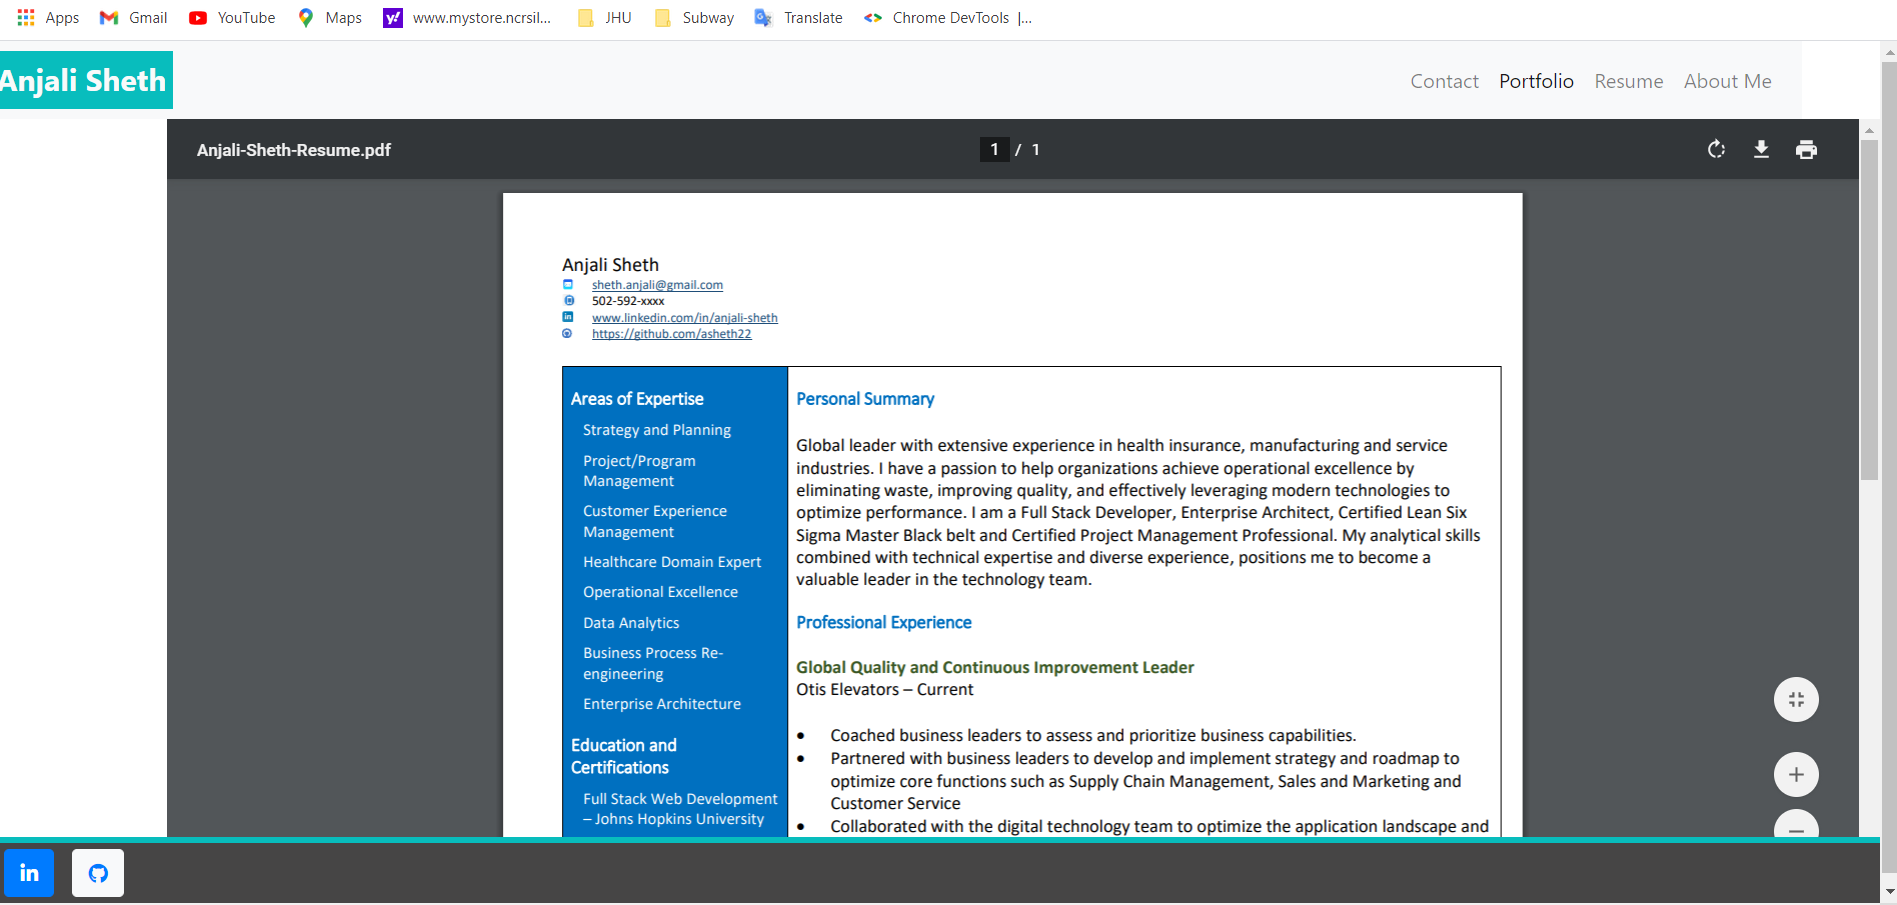 Apps Gmail YouTube Maps www.mystore.ncrsil... JHU Subway Translate Chrome DevTools |...
Anjali Sheth Contact Portfolio Resume About Me
Anjali-Sheth-Resume.pdf 1 / 1
Anjali Sheth
sheth.anjali@gmail.com
502-592-xxxx
www.linkedin.com/in/anjali-sheth
https://github.com/asheth22
Areas of Expertise
Strategy and Planning
Project/Program
Management
Customer Experience
Management
Healthcare Domain Expert
Operational Excellence
Data Analytics
Business Process Re-
engineering
Enterprise Architecture
Education and
Certifications
Full Stack Web Development
– Johns Hopkins University
Personal Summary
Global leader with extensive experience in health insurance, manufacturing and service
industries. I have a passion to help organizations achieve operational excellence by
eliminating waste, improving quality, and effectively leveraging modern technologies to
optimize performance. I am a Full Stack Developer, Enterprise Architect, Certified Lean Six
Sigma Master Black belt and Certified Project Management Professional. My analytical skills
combined with technical expertise and diverse experience, positions me to become a
valuable leader in the technology team.
Professional Experience
Global Quality and Continuous Improvement Leader
Otis Elevators – Current
• Coached business leaders to assess and prioritize business capabilities.
• Partnered with business leaders to develop and implement strategy and roadmap to
optimize core functions such as Supply Chain Management, Sales and Marketing and
Customer Service
• Collaborated with the digital technology team to optimize the application landscape and
in